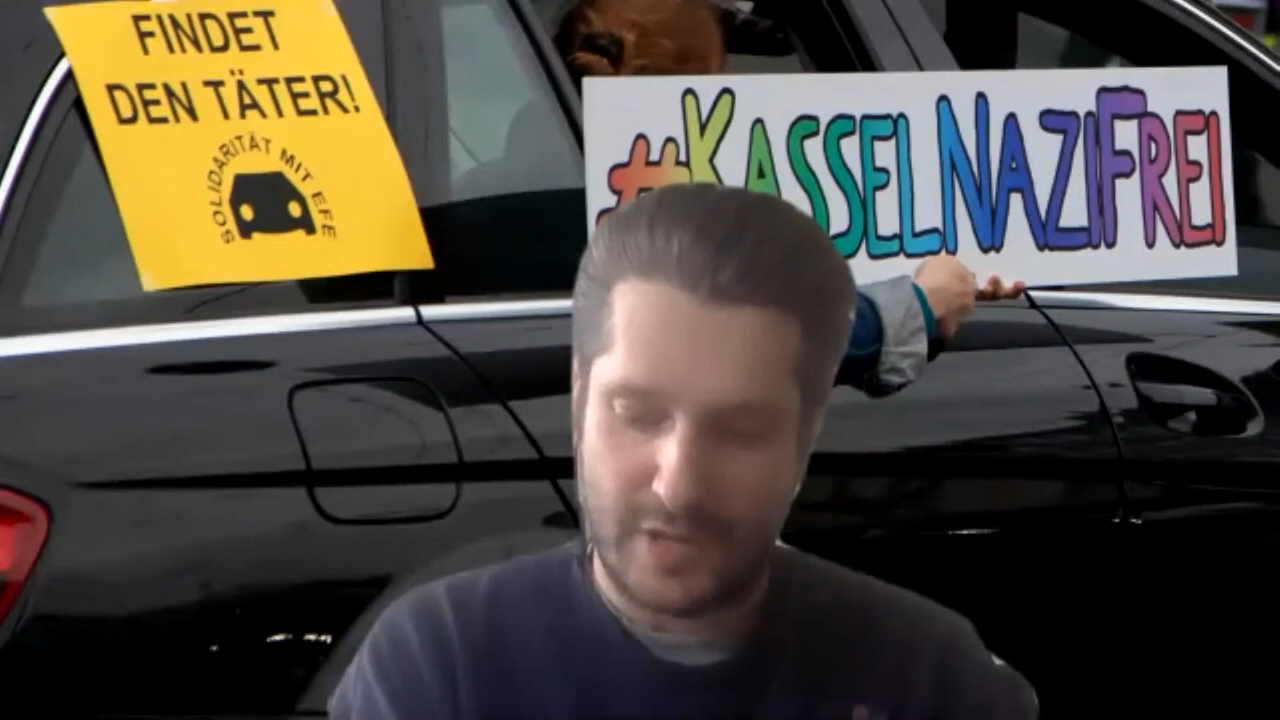 FINDET
DEN TÄTER!
SOLIDARITÄT MIT EFE
#KASSELNAZIFREI